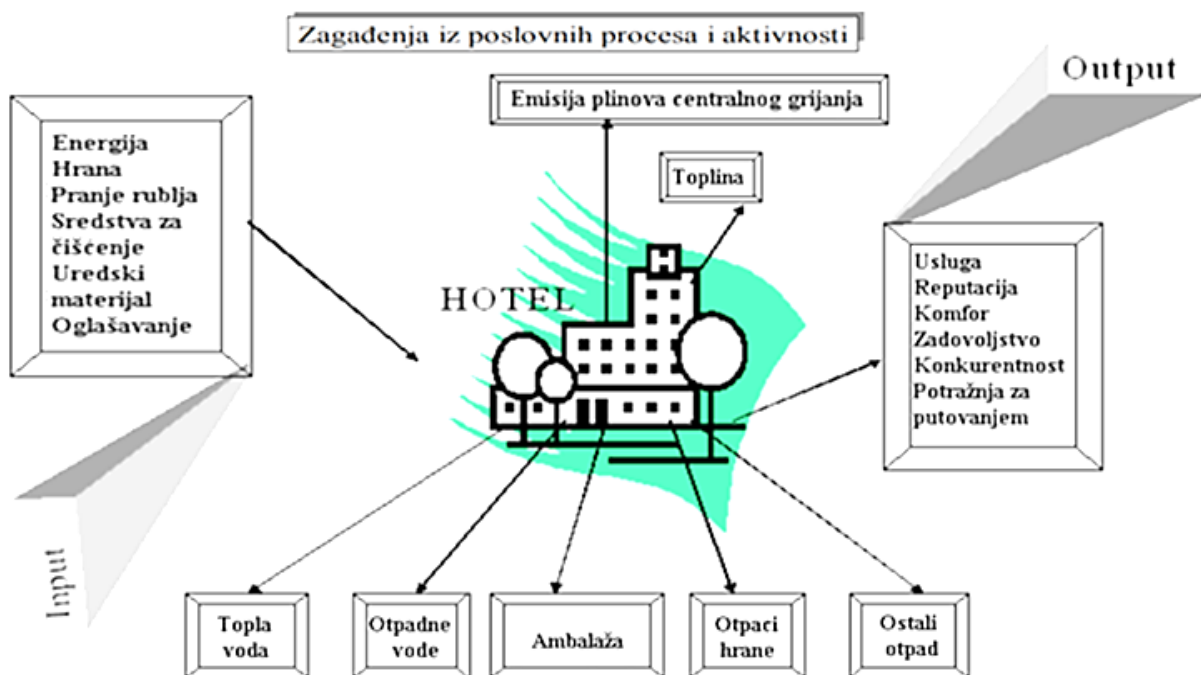 Zagađenja iz poslovnih procesa i aktivnosti
Output
Emisija plinova centralnog grijanja
Energija
Hrana
Pranje rublja
Sredstva za
čišćenje
Uredski
materijal
Oglašavanje
Toplina
HOTEL
Usluga
Reputacija
Komfor
Zadovoljstvo
Konkurentnost
Potražnja za
putovanjem
Input
Topla
voda
Otpadne
vode
Ambalaža
Otpaci
hrane
Ostali
otpad